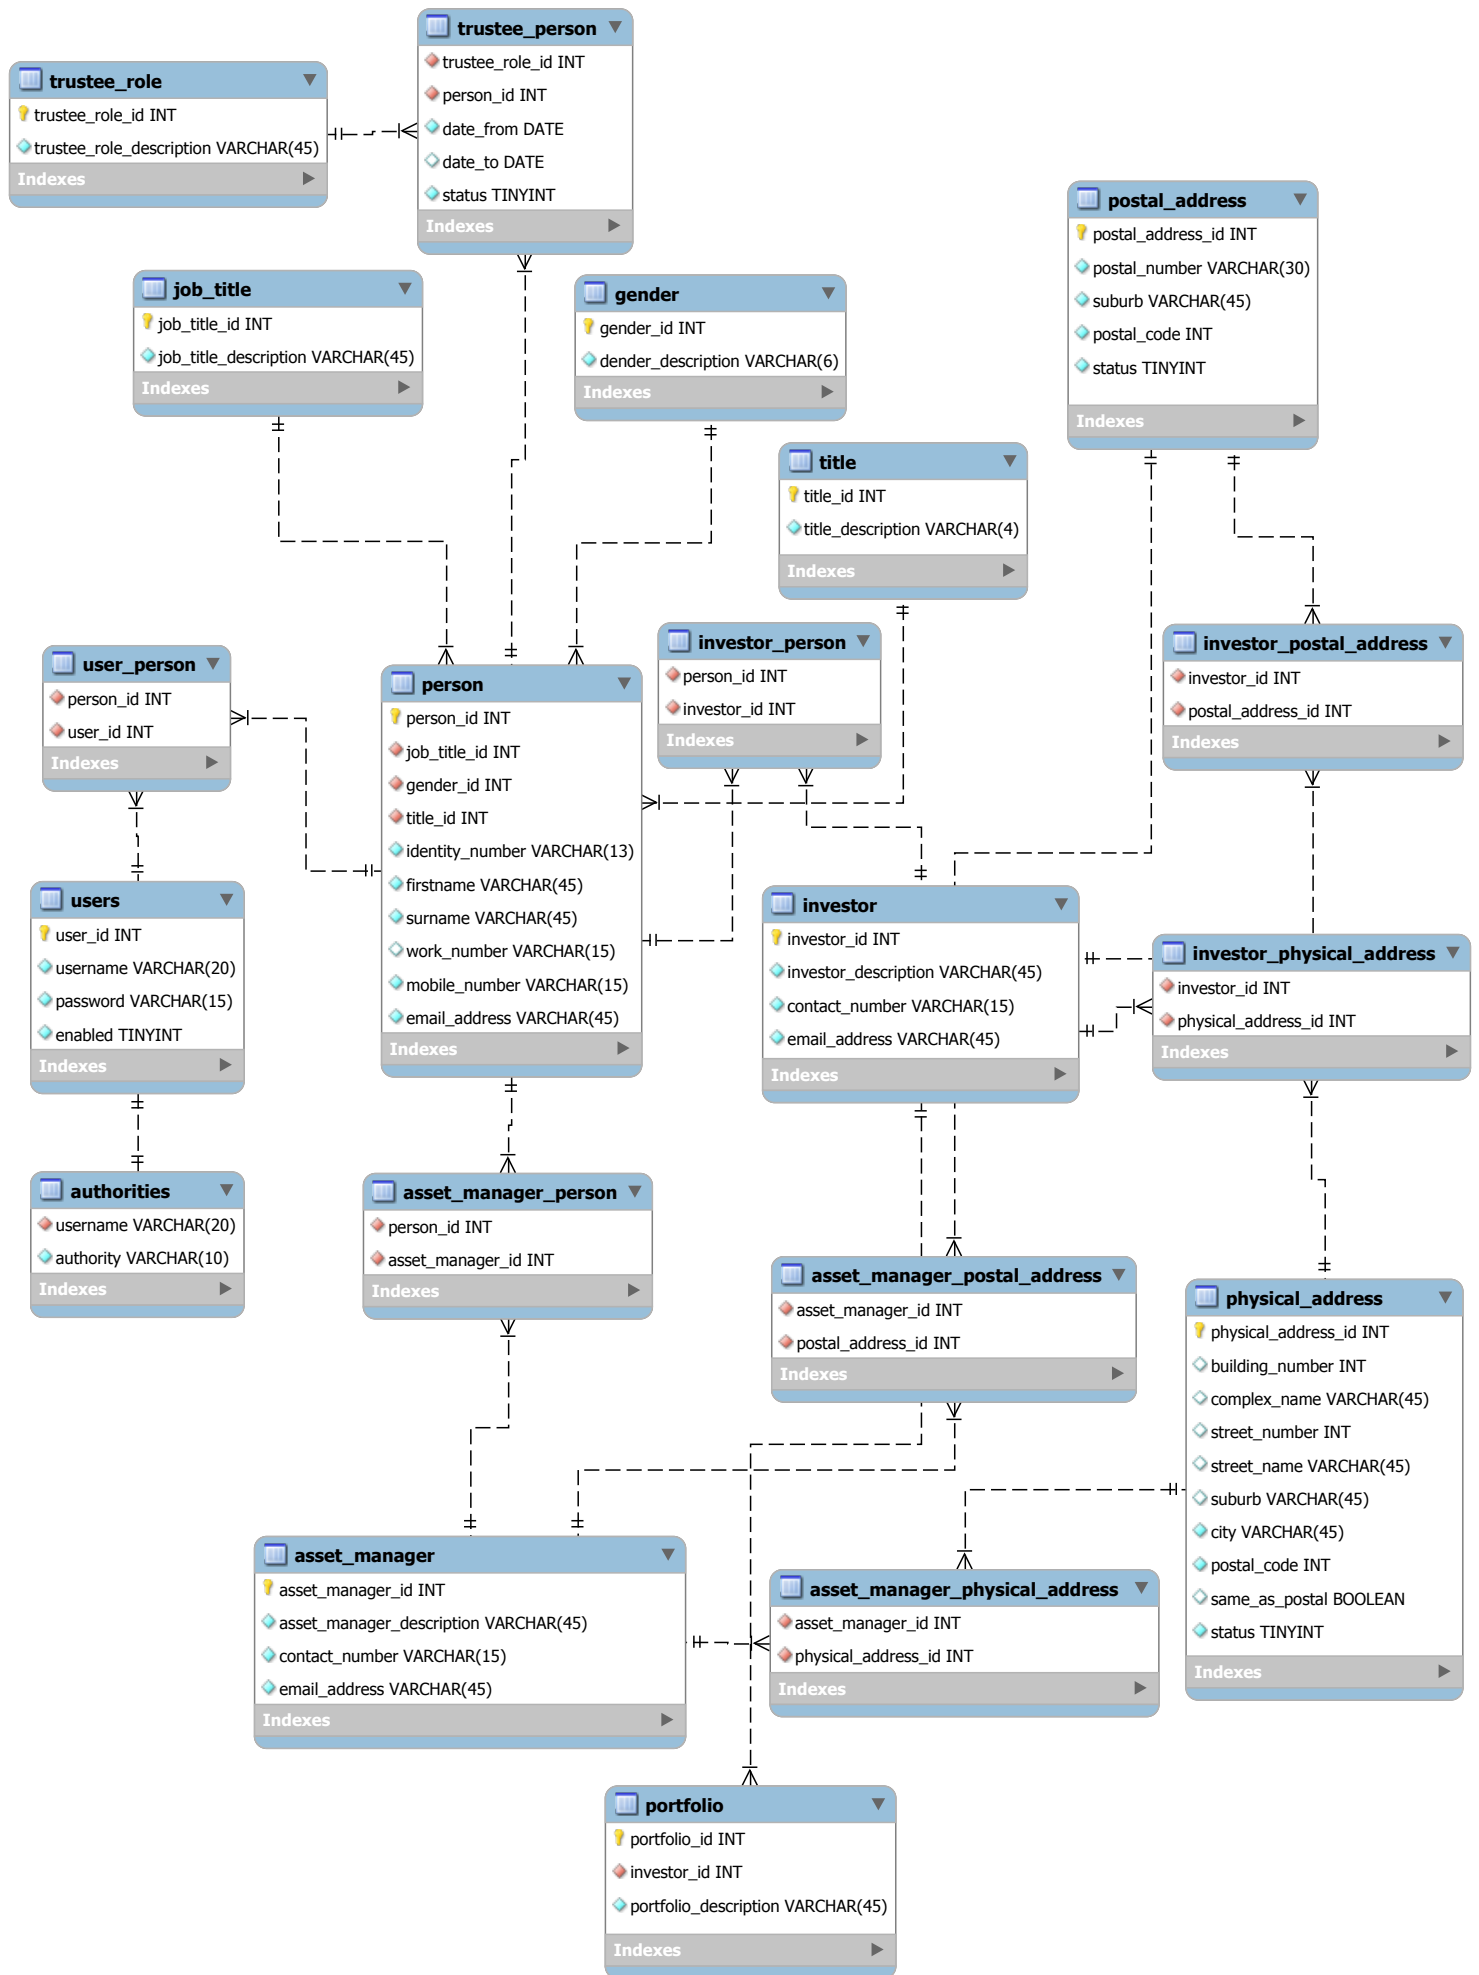 trustee_person
trustee_role_id INT
person_id INT
date_from DATE
date_to DATE
status TINYINT
Indexes
trustee_role
trustee_role_id INT
trustee_role_description VARCHAR(45)
Indexes
postal_address
postal_address_id INT
postal_number VARCHAR(30)
suburb VARCHAR(45)
postal_code INT
status TINYINT
Indexes
job_title
job_title_id INT
job_title_description VARCHAR(45)
Indexes
gender
gender_id INT
dender_description VARCHAR(6)
Indexes
title
title_id INT
title_description VARCHAR(4)
Indexes
investor_person
person_id INT
investor_id INT
Indexes
investor_postal_address
investor_id INT
postal_address_id INT
Indexes
user_person
person_id INT
user_id INT
Indexes
person
person_id INT
job_title_id INT
gender_id INT
title_id INT
identity_number VARCHAR(13)
firstname VARCHAR(45)
surname VARCHAR(45)
work_number VARCHAR(15)
mobile_number VARCHAR(15)
email_address VARCHAR(45)
Indexes
users
user_id INT
username VARCHAR(20)
password VARCHAR(15)
enabled TINYINT
Indexes
investor
investor_id INT
investor_description VARCHAR(45)
contact_number VARCHAR(15)
email_address VARCHAR(45)
Indexes
investor_physical_address
investor_id INT
physical_address_id INT
Indexes
authorities
username VARCHAR(20)
authority VARCHAR(10)
Indexes
asset_manager_person
person_id INT
asset_manager_id INT
Indexes
asset_manager_postal_address
asset_manager_id INT
postal_address_id INT
Indexes
physical_address
physical_address_id INT
building_number INT
complex_name VARCHAR(45)
street_number INT
street_name VARCHAR(45)
suburb VARCHAR(45)
city VARCHAR(45)
postal_code INT
same_as_postal BOOLEAN
status TINYINT
Indexes
asset_manager
asset_manager_id INT
asset_manager_description VARCHAR(45)
contact_number VARCHAR(15)
email_address VARCHAR(45)
Indexes
asset_manager_physical_address
asset_manager_id INT
physical_address_id INT
Indexes
portfolio
portfolio_id INT
investor_id INT
portfolio_description VARCHAR(45)
Indexes